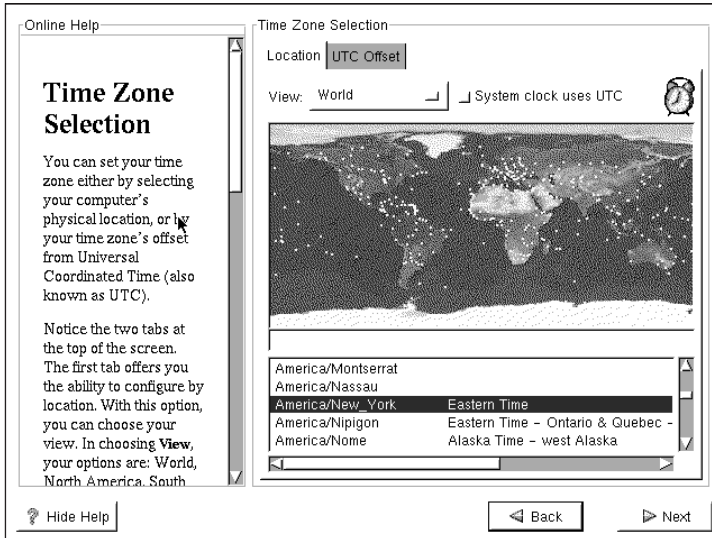 Online Help
Time Zone
Selection
You can set your time
zone either by selecting
your computer's
physical location, or by
your time zone's offset
from Universal
Coordinated Time (also
known as UTC).
Notice the two tabs at
the top of the screen.
The first tab offers you
the ability to configure by
location. With this option,
you can choose your
view. In choosing View,
your options are: World,
North America, South
Time Zone Selection
Location UTC Offset
View: World System clock uses UTC
America/Montserrat
America/Nassau
America/New_York Eastern Time
America/Nipigon Eastern Time - Ontario & Quebec -
America/Nome Alaska Time - west Alaska
Hide Help
Back
Next